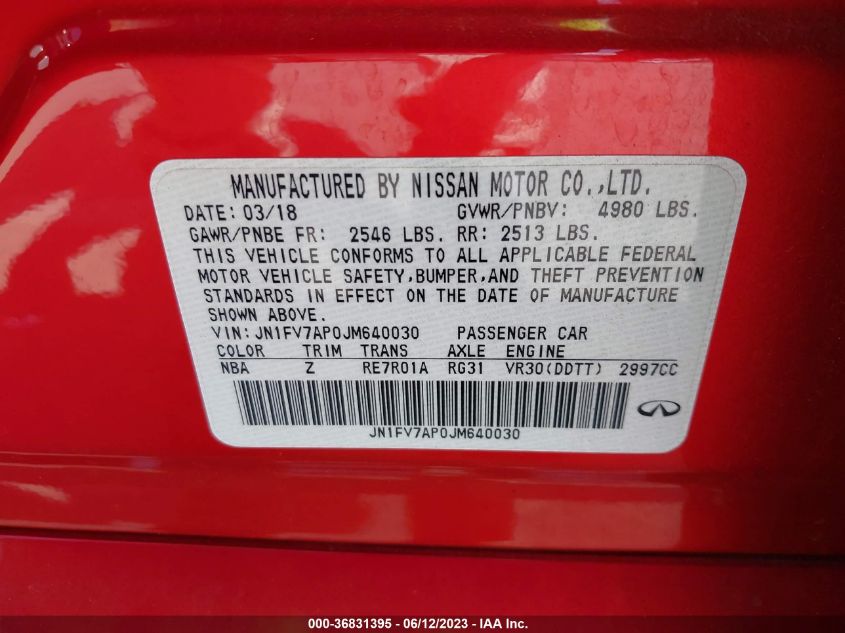 MANUFACTURED BY NISSAN MOTOR CO.,LTD.
DATE: 03/18 GVWR/PNBV: 4980 LBS.
GAWR/PNBE FR: 2546 LBS. RR: 2513 LBS.
THIS VEHICLE CONFORMS TO ALL APPLICABLE FEDERAL
MOTOR VEHICLE SAFETY,BUMPER,AND THEFT PREVENTION
STANDARDS IN EFFECT ON THE DATE OF MANUFACTURE
SHOWN ABOVE.
VIN:JN1FV7AP0JM640030 PASSENGER CAR
COLOR TRIM TRANS AXLE ENGINE
NBA Z RE7R01A RG31 VR30(DDTT) 2997CC
JN1FV7AP0JM640030
000-36831395 - 06/12/2023 - IAA Inc.